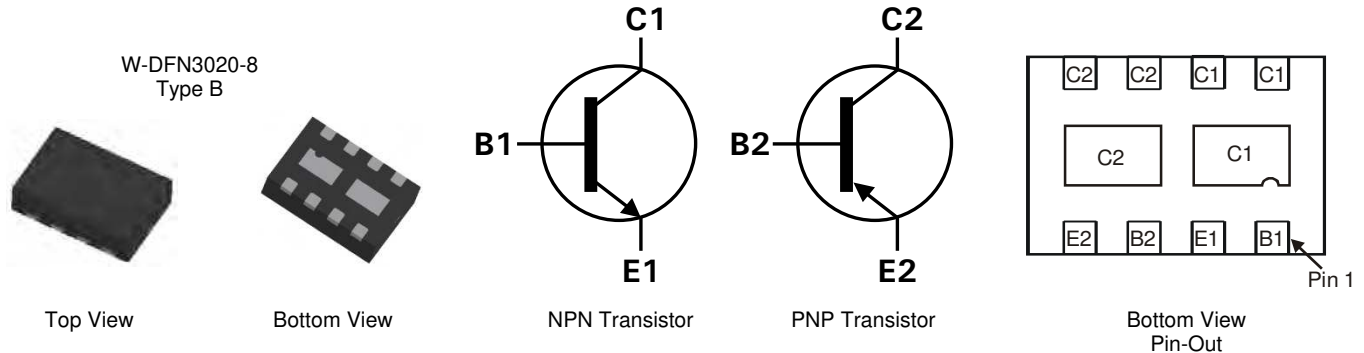 W-DFN3020-8
Type B
Top View
Bottom View
C1
B1
E1
NPN Transistor
C2
B2
E2
PNP Transistor
C2 C2 C1 C1
C2 C1
E2 B2 E1 B1
Pin 1
Bottom View
Pin-Out